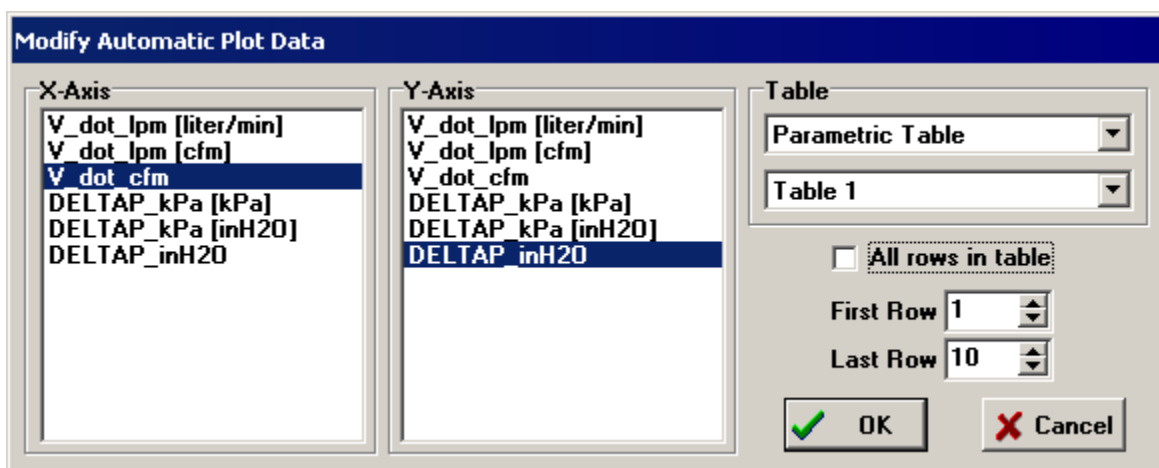 Modify Automatic Plot Data
X-Axis
V_dot_lpm [liter/min]
V_dot_lpm [cfm]
V_dot_cfm
DELTAP_kPa [kPa]
DELTAP_kPa [inH2O]
DELTAP_inH2O
Y-Axis
V_dot_lpm [liter/min]
V_dot_lpm [cfm]
V_dot_cfm
DELTAP_kPa [kPa]
DELTAP_kPa [inH2O]
DELTAP_inH2O
Table
Parametric Table
Table 1
All rows in table
First Row 1
Last Row 10
OK
Cancel